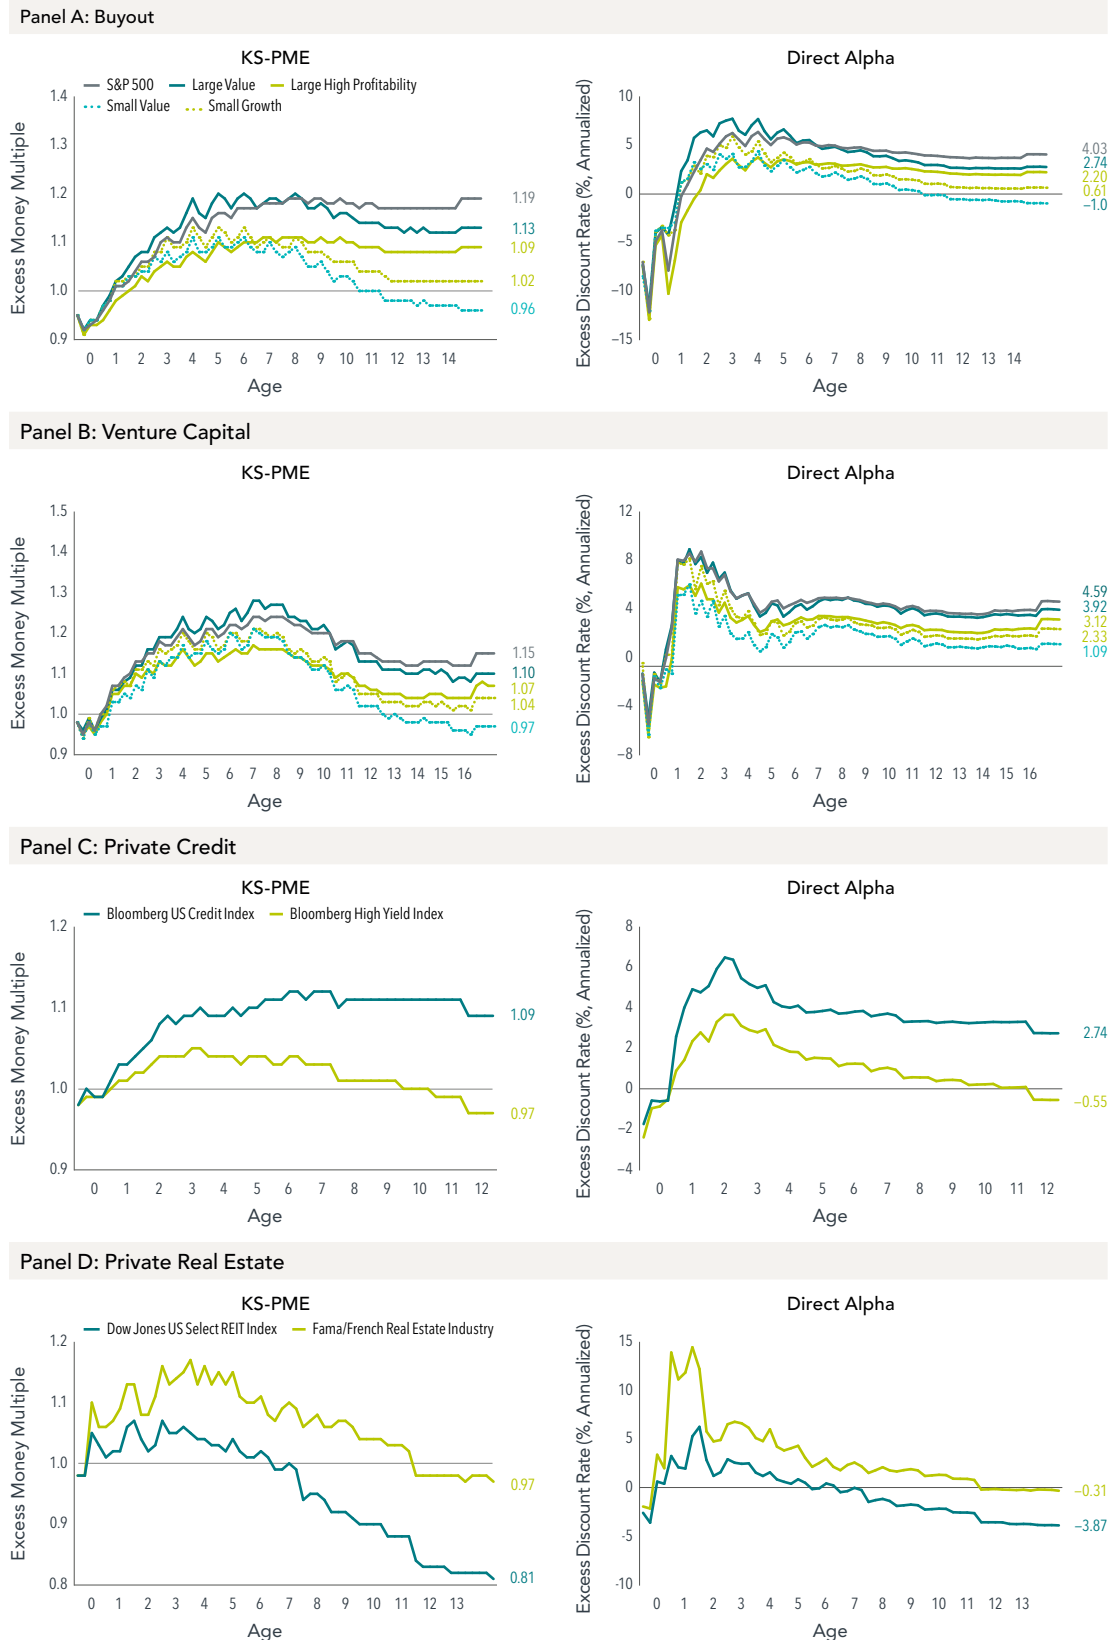 Panel A: Buyout
KS-PME
S&P 500 Large Value Large High Profitability
Small Value Small Growth
Excess Money Multiple
1.4
1.3
1.2
1.1
1.0
0.9
1.19
1.13
1.09
1.02
0.96
0 1 2 3 4 5 6 7 8 9 10 11 12 13 14
Age
Direct Alpha
Excess Discount Rate (%, Annualized)
10
5
0
−5
−10
−15
4.03
2.74
2.20
0.61
−1.0
0 1 2 3 4 5 6 7 8 9 10 11 12 13 14
Age
Panel B: Venture Capital
KS-PME
Excess Money Multiple
1.5
1.4
1.3
1.2
1.1
1.0
0.9
1.15
1.10
1.07
1.04
0.97
0 1 2 3 4 5 6 7 8 9 10 11 12 13 14 15 16
Age
Direct Alpha
Excess Discount Rate (%, Annualized)
12
8
4
0
−4
−8
4.59
3.92
3.12
2.33
1.09
0 1 2 3 4 5 6 7 8 9 10 11 12 13 14 15 16
Age
Panel C: Private Credit
KS-PME
Bloomberg US Credit Index Bloomberg High Yield Index
Excess Money Multiple
1.2
1.1
1.0
0.9
1.09
0.97
0 1 2 3 4 5 6 7 8 9 10 11 12
Age
Direct Alpha
Excess Discount Rate (%, Annualized)
8
6
4
2
0
−2
−4
2.74
−0.55
0 1 2 3 4 5 6 7 8 9 10 11 12
Age
Panel D: Private Real Estate
KS-PME
Dow Jones US Select REIT Index Fama/French Real Estate Industry
Excess Money Multiple
1.2
1.1
1.0
0.9
0.8
0.97
0.81
0 1 2 3 4 5 6 7 8 9 10 11 12 13
Age
Direct Alpha
Excess Discount Rate (%, Annualized)
15
10
5
0
-5
-10
−0.31
−3.87
0 1 2 3 4 5 6 7 8 9 10 11 12 13
Age